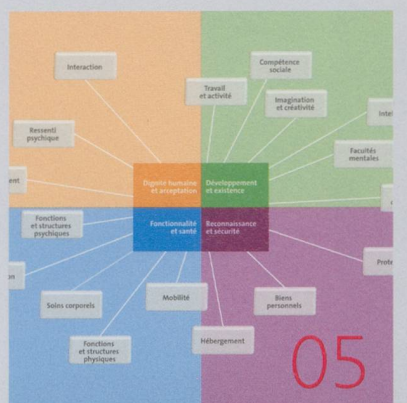 Interaction
Compétence
sociale
Travail
et activité
Imagination
et créativité
Ressenti
psychique
Facultés
mentales
Dignité humaine
et acceptation
Développement
et existence
Fonctionnalité
et santé
Reconnaissance
et sécurité
Fonctions
et structures
psychiques
Soins corporels
Mobilité
Biens
personnels
Fonctions
et structures
physiques
Hébergement
05